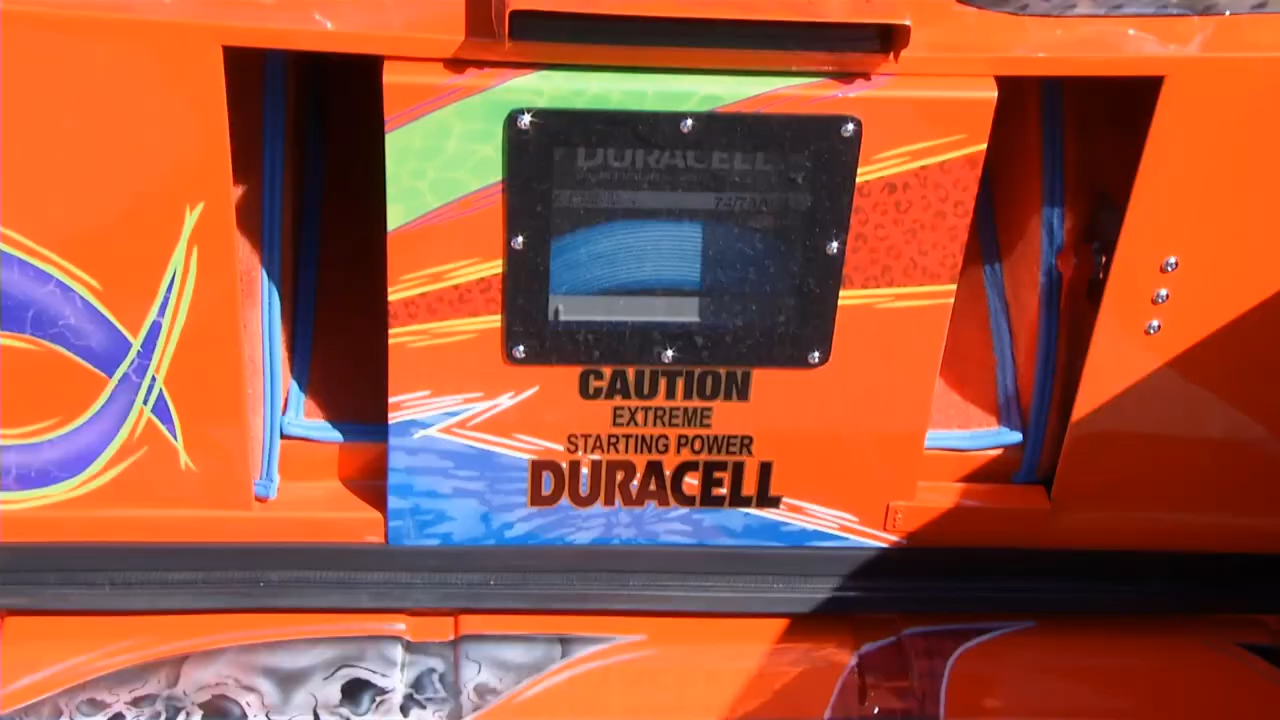 DURACELL
CAUTION
EXTREME
STARTING POWER
DURACELL